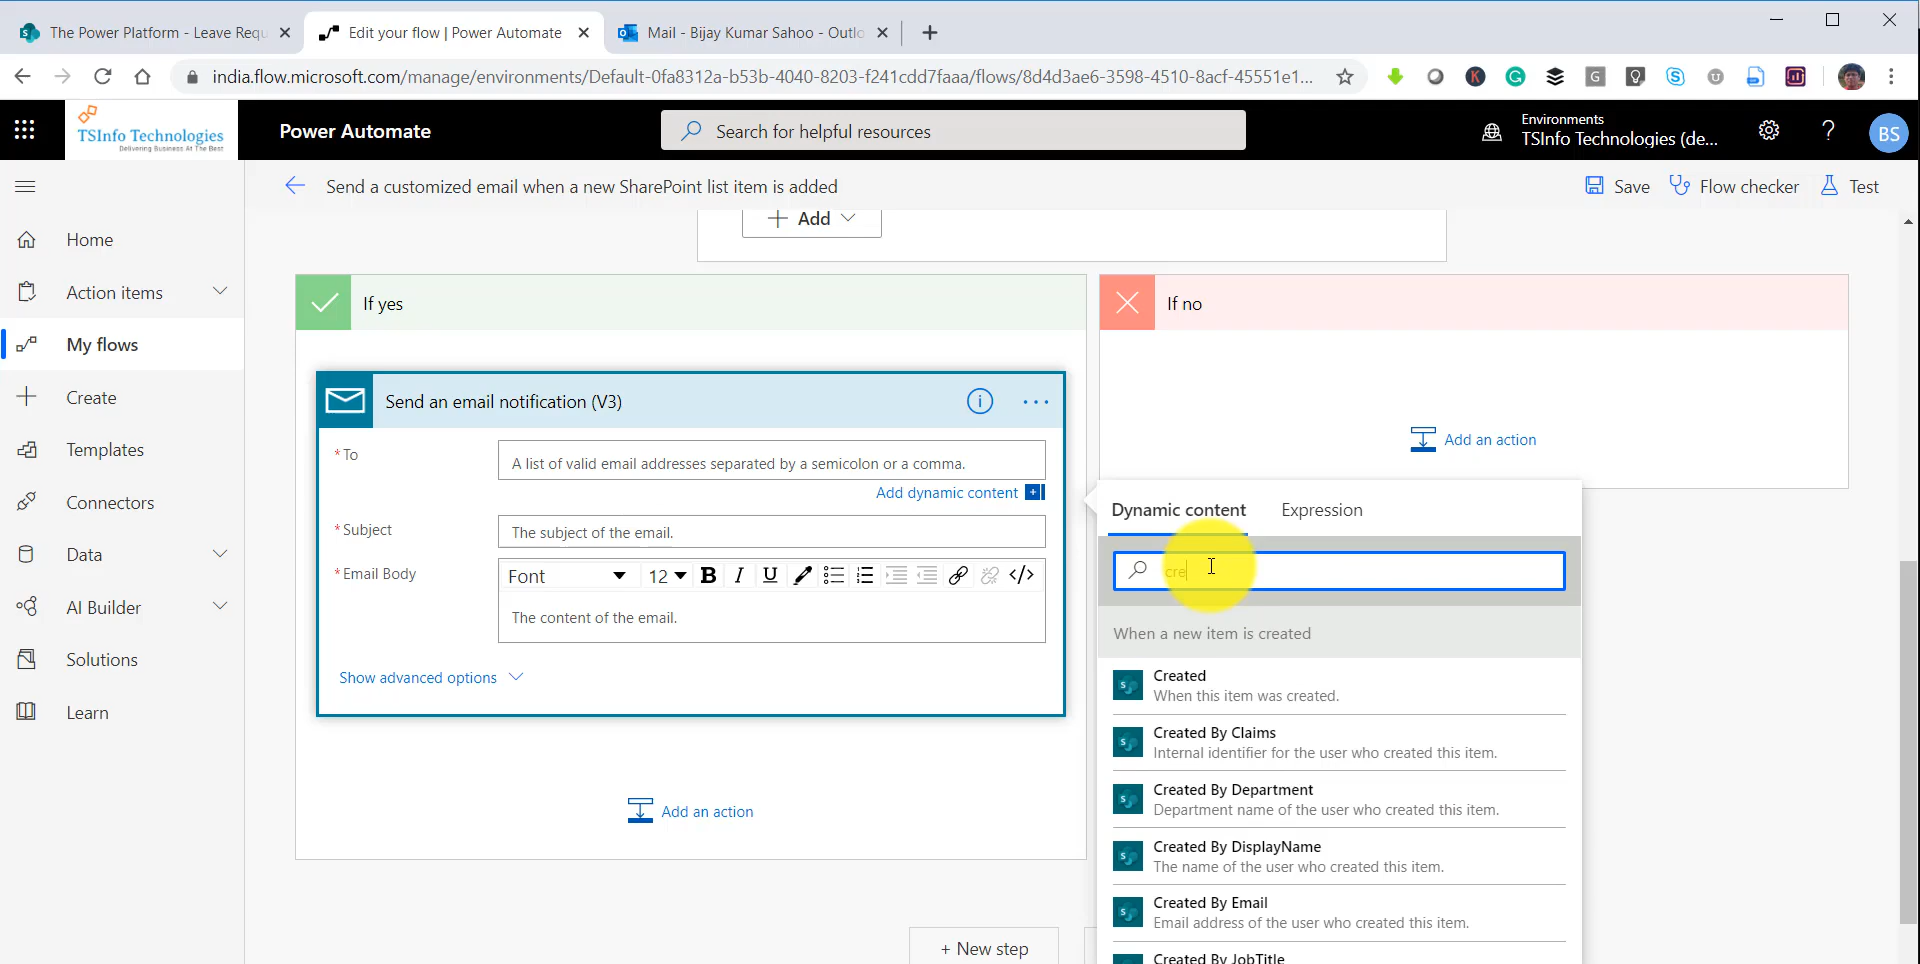 The Power Platform - Leave Requ
Edit your flow | Power Automate
Mail - Bijay Kumar Sahoo - Outlo
india.flow.microsoft.com/manage/environments/Default-0fa8312a-b53b-4040-8203-f241cdd7faaa/flows/8d4d3ae6-3598-4510-8acf-45551e1...
TSInfo Technologies
Delivering Business At The Best
Power Automate
Search for helpful resources
Environments
TSInfo Technologies (de...
?
BS
Send a customized email when a new SharePoint list item is added
Save
Flow checker
Test
Home
Action items
My flows
Create
Templates
Connectors
Data
AI Builder
Solutions
Learn
Add
If yes
If no
Send an email notification (V3)
* To
A list of valid email addresses separated by a semicolon or a comma.
Add dynamic content
* Subject
The subject of the email.
* Email Body
Font 12 B I U </>
The content of the email.
Show advanced options
Add an action
Add an action
+ New step
Dynamic content
Expression
cre
When a new item is created
Created
When this item was created.
Created By Claims
Internal identifier for the user who created this item.
Created By Department
Department name of the user who created this item.
Created By DisplayName
The name of the user who created this item.
Created By Email
Email address of the user who created this item.
Created By JobTitle